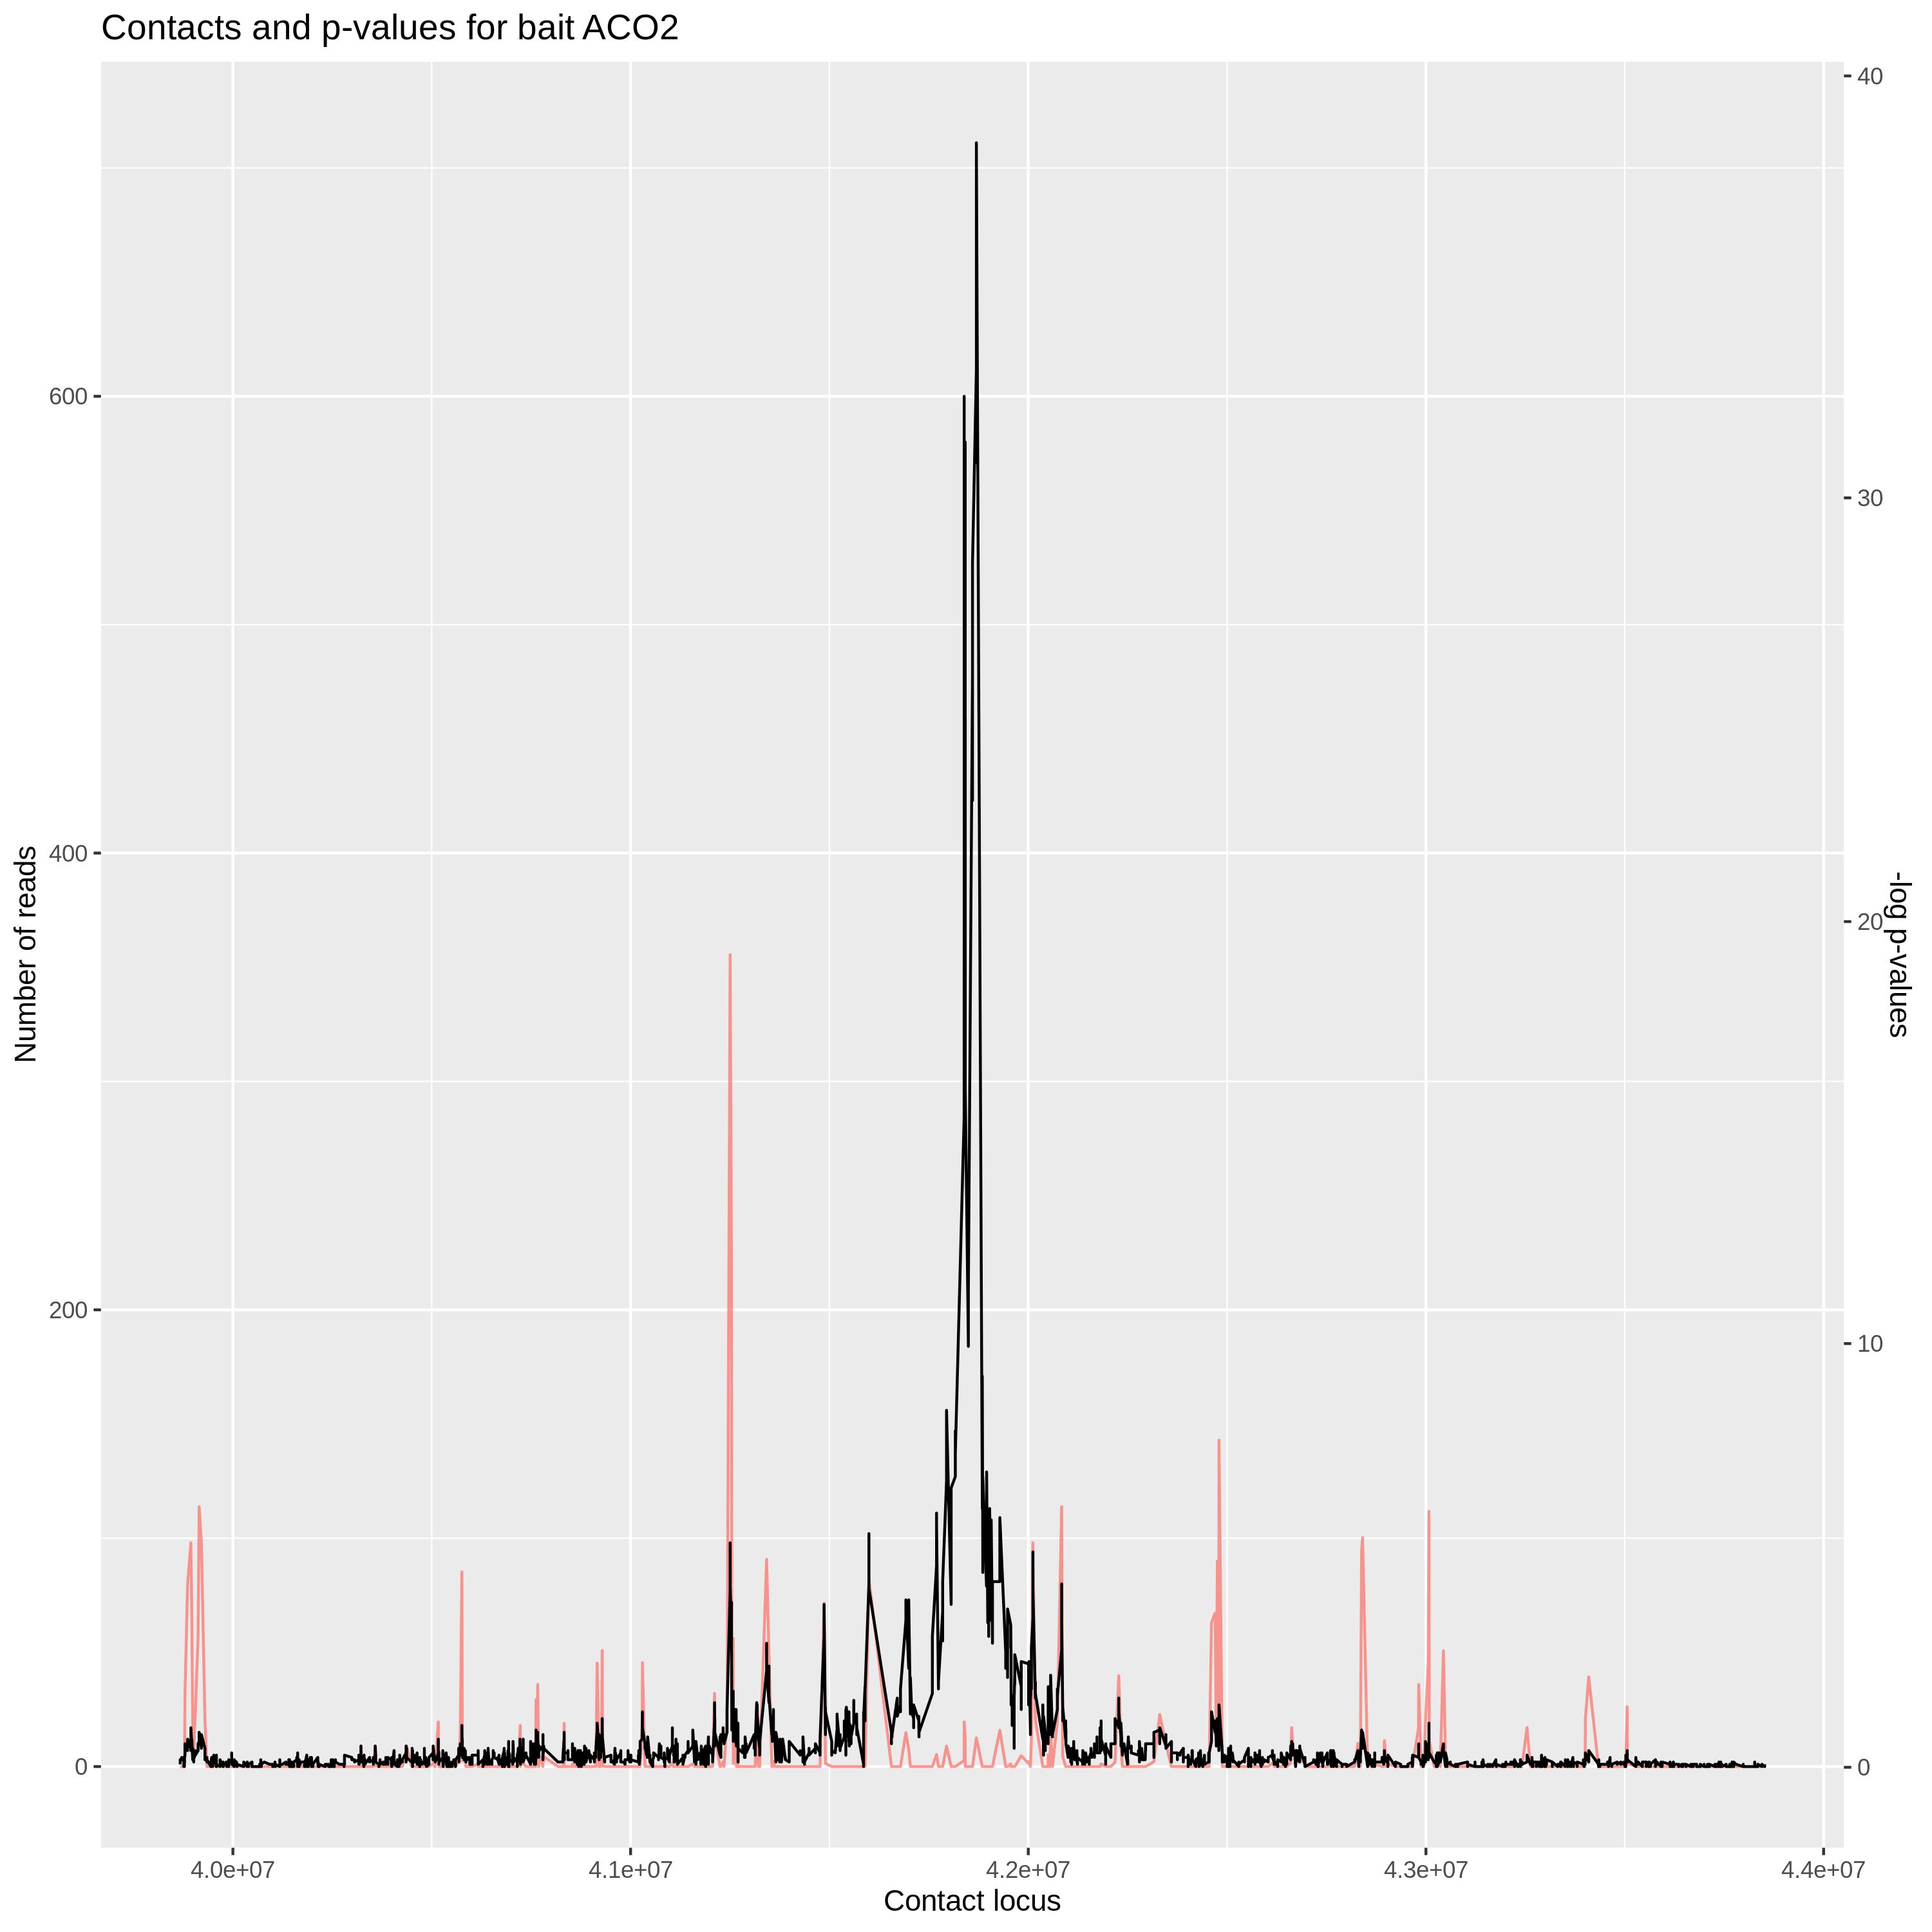 Contacts and p-values for bait ACO2
Number of reads
600
400
200
0
40
30
20
10
0
-log p-values
4.0e+07 4.1e+07 4.2e+07 4.3e+07 4.4e+07
Contact locus